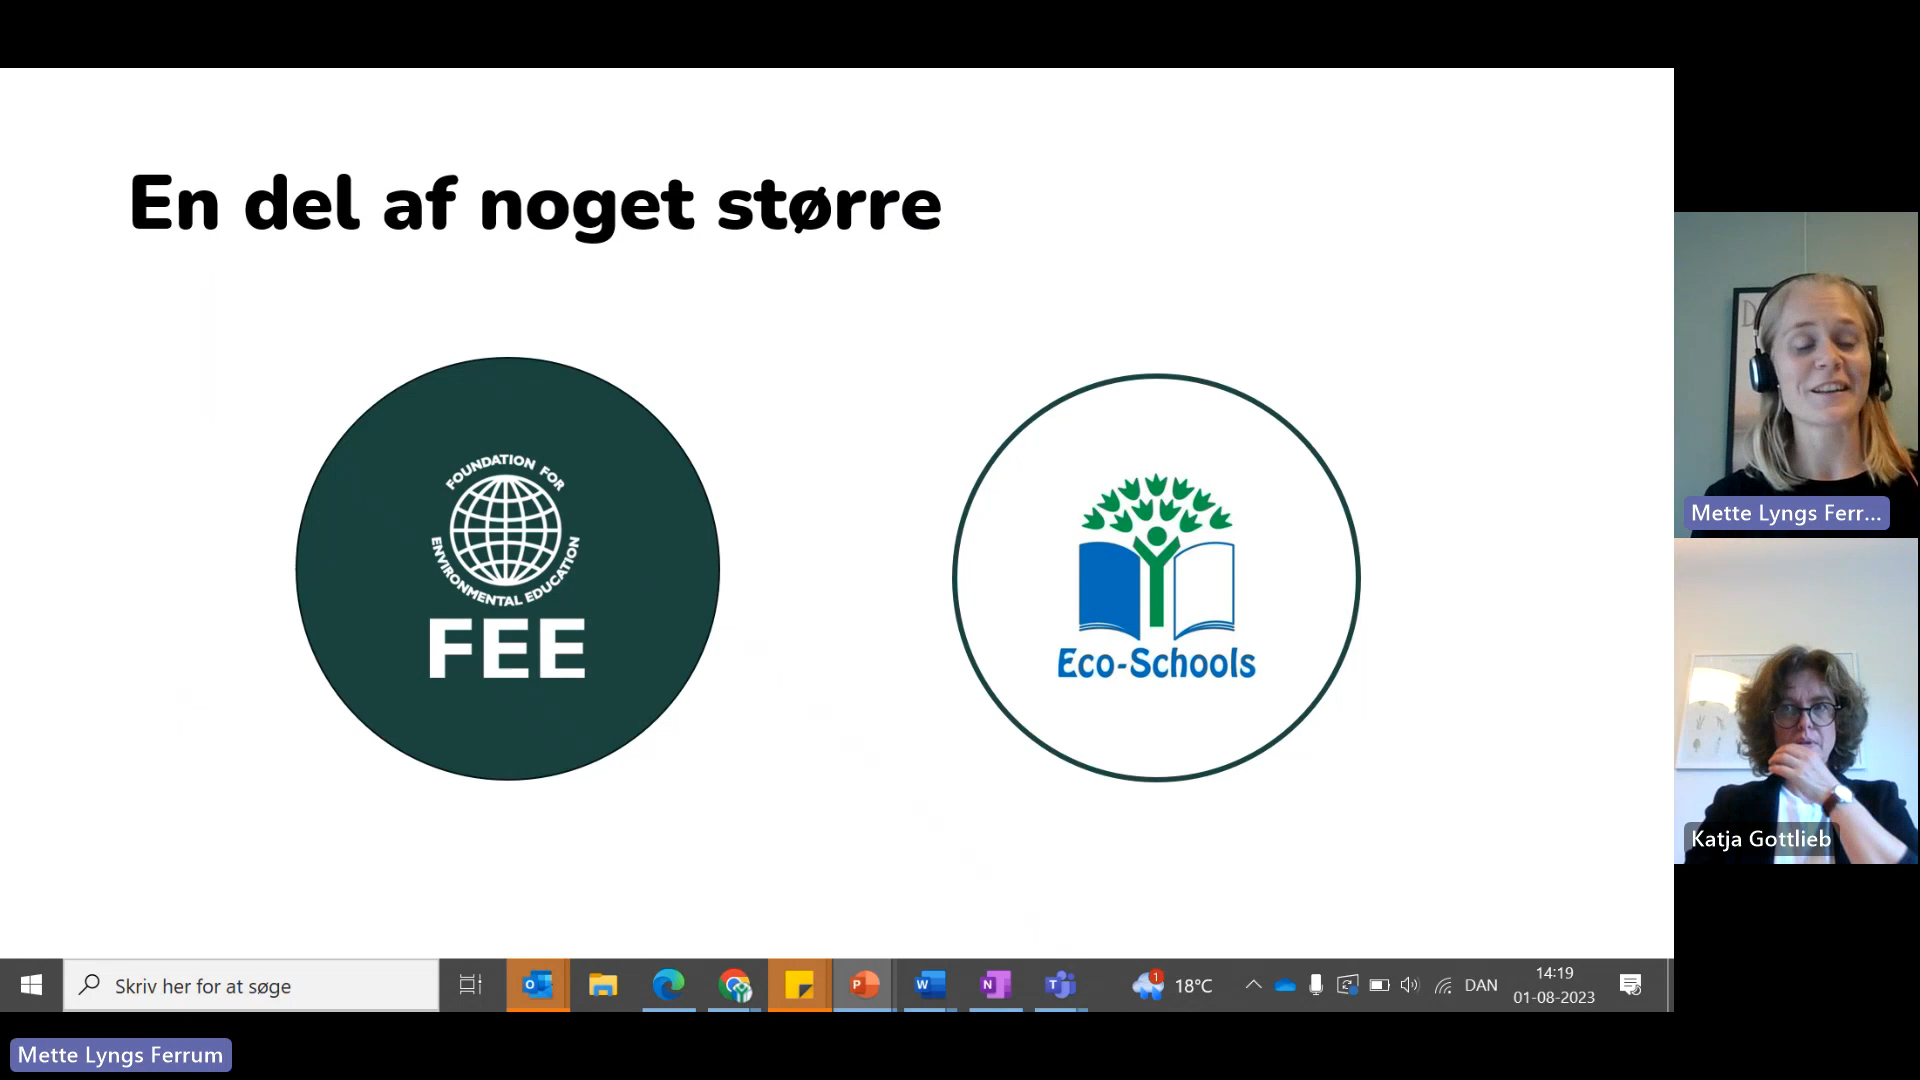 En del af noget større
FOUNDATION FOR
ENVIRONMENTAL EDUCATION
FEE
Eco-Schools
Mette Lyngs Ferr...
Katja Gottlieb
Skriv her for at søge
1
18°C
DAN
14:19
01-08-2023
Mette Lyngs Ferrum